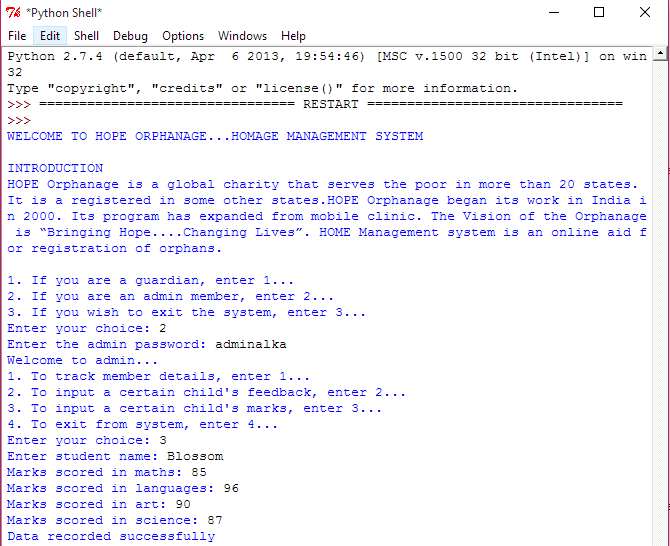 *Python Shell*
File Edit Shell Debug Options Windows Help
Python 2.7.4 (default, Apr  6 2013, 19:54:46) [MSC v.1500 32 bit (Intel)] on win
32
Type "copyright", "credits" or "license()" for more information.
>>> ================================ RESTART ================================
>>>
WELCOME TO HOPE ORPHANAGE...HOMAGE MANAGEMENT SYSTEM
INTRODUCTION
HOPE Orphanage is a global charity that serves the poor in more than 20 states.
It is a registered in some other states.HOPE Orphanage began its work in India i
n 2000. Its program has expanded from mobile clinic. The Vision of the Orphanage
 is “Bringing Hope....Changing Lives”. HOME Management system is an online aid f
or registration of orphans.
1. If you are a guardian, enter 1...
2. If you are an admin member, enter 2...
3. If you wish to exit the system, enter 3...
Enter your choice: 2
Enter the admin password: adminalka
Welcome to admin...
1. To track member details, enter 1...
2. To input a certain child's feedback, enter 2...
3. To input a certain child's marks, enter 3...
4. To exit from system, enter 4...
Enter your choice: 3
Enter student name: Blossom
Marks scored in maths: 85
Marks scored in languages: 96
Marks scored in art: 90
Marks scored in science: 87
Data recorded successfully